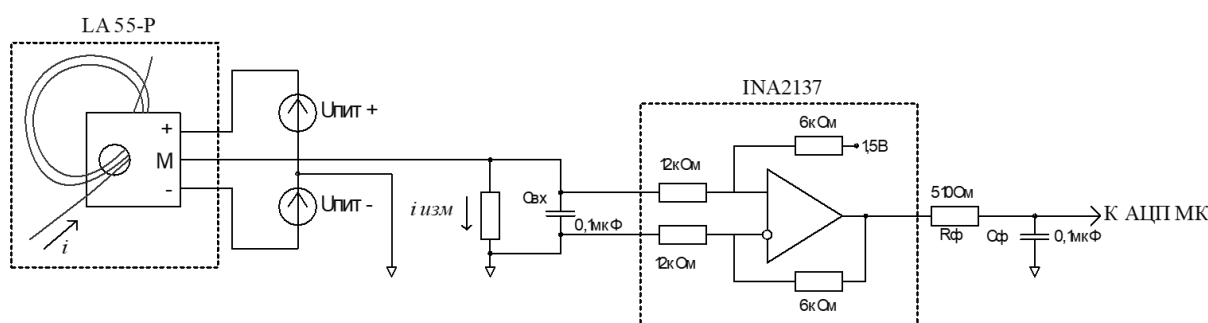 LA 55-P
+
M
-
i
Uпит +
Uпит -
i изм
Cвх
0,1мкФ
INA2137
6кОм
1,5В
12кОм
12кОм
6кОм
510Ом
Rф
Cф
0,1мкФ
К АЦП МК